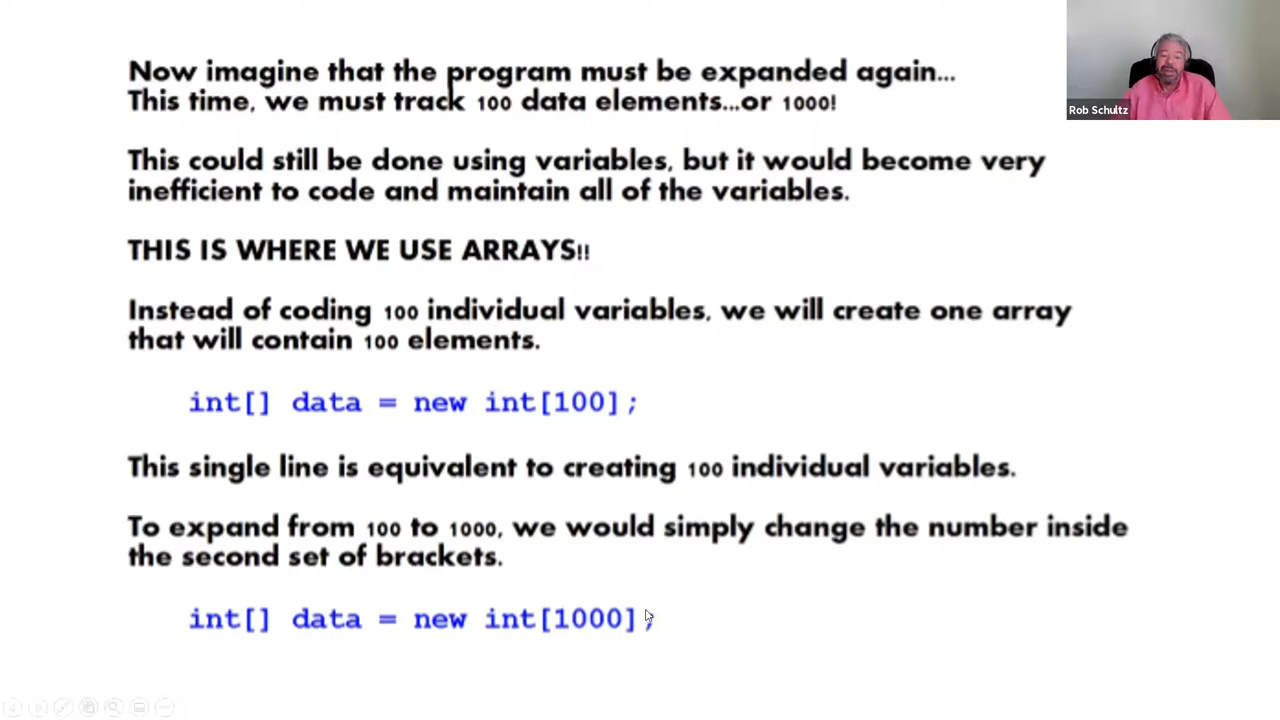 Now imagine that the program must be expanded again...
This time, we must track 100 data elements...or 1000!
This could still be done using variables, but it would become very
inefficient to code and maintain all of the variables.
THIS IS WHERE WE USE ARRAYS!!
Instead of coding 100 individual variables, we will create one array
that will contain 100 elements.
int[] data = new int[100];
This single line is equivalent to creating 100 individual variables.
To expand from 100 to 1000, we would simply change the number inside
the second set of brackets.
int[] data = new int[1000];
Rob Schultz